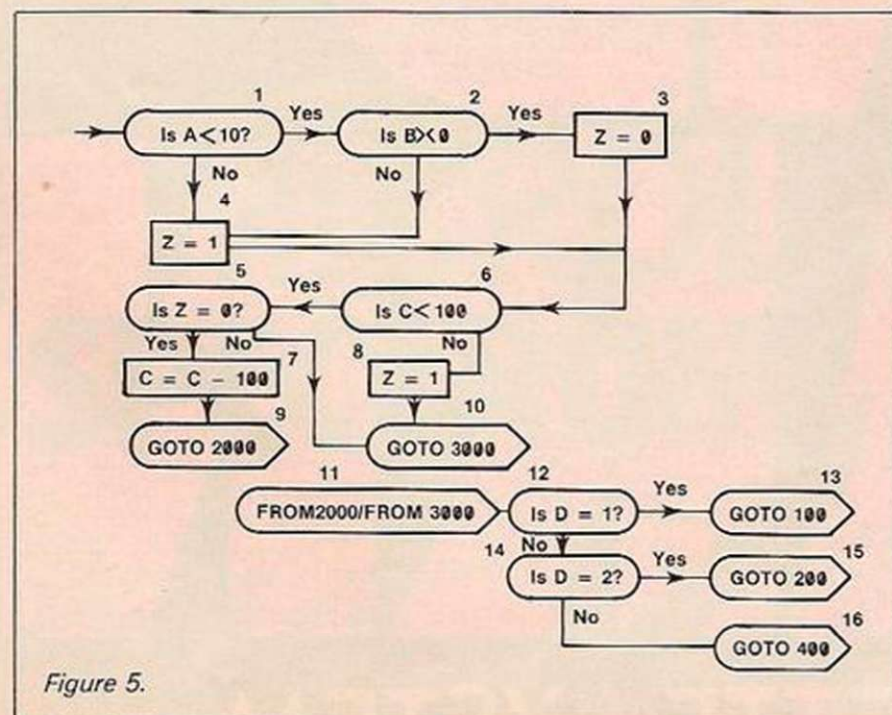 1
2
3
Yes
Yes
Is A<10?
Is B><0
Z = 0
No
No
4
Z = 1
5
6
Yes
Is Z = 0?
Is C<100
Yes
No
7
8
No
C = C - 100
Z = 1
9
10
GOTO 2000
GOTO 3000
11
12
13
Yes
FROM2000/FROM 3000
Is D = 1?
GOTO 100
14
No
15
Yes
Is D = 2?
GOTO 200
No
16
GOTO 400
Figure 5.